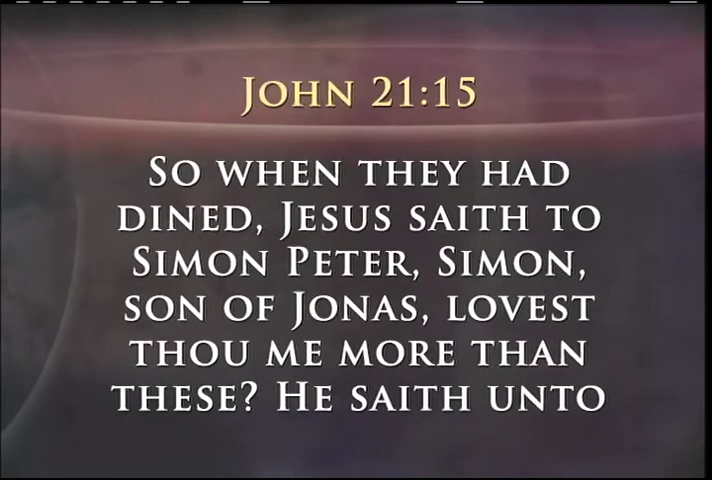 John 21:15
So when they had
dined, Jesus saith to
Simon Peter, Simon,
son of Jonas, lovest
thou me more than
these? He saith unto